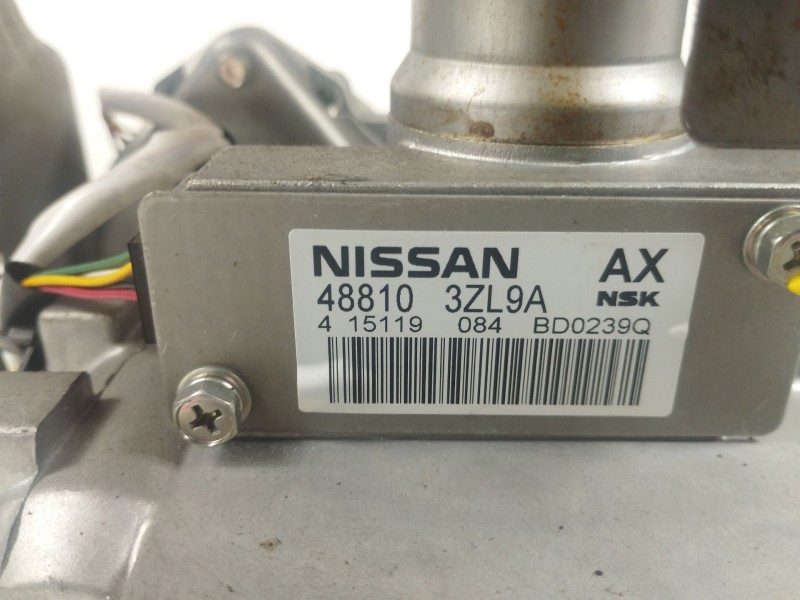 NISSAN AX
48810 3ZL9A NSK
4 15119 084 BD0239Q